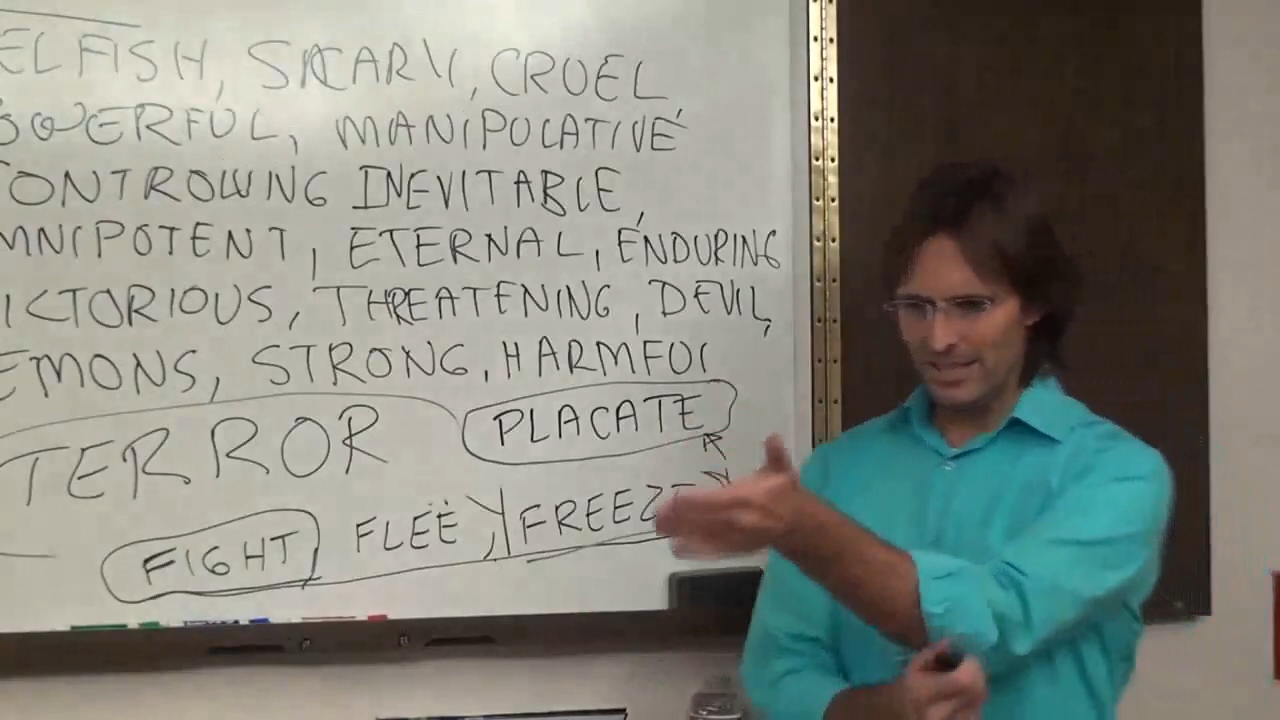 ELFISH, SCARY, CRUEL,
OWERFUL, MANIPULATIVE
ONTROLLING INEVITABLE,
MNIPOTENT, ETERNAL, ENDURING
ICTORIOUS, THREATENING, DEVIL,
EMONS, STRONG, HARMFUL
TERROR PLACATE
FIGHT FLEE, FREEZE